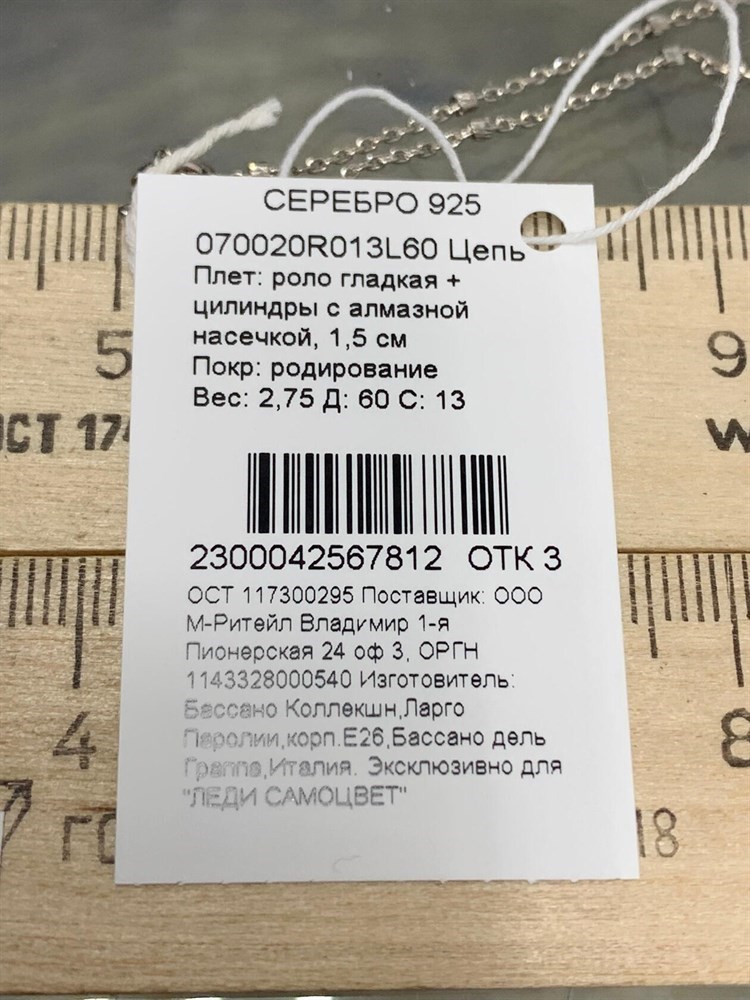 СЕРЕБРО 925
070020R013L60 Цепь
Плет: роло гладкая +
цилиндры с алмазной
насечкой, 1,5 см
Покр: родирование
Вес: 2,75 Д: 60 С: 13
2300042567812 ОТК 3
ОСТ 117300295 Поставщик: ООО
М-Ритейл Владимир 1-я
Пионерская 24 оф 3, ОРГН
1143328000540 Изготовитель:
Бассано Коллекшн,Ларго
Паролии,корп.Е26,Бассано дель
Граппа,Италия. Эксклюзивно для
"ЛЕДИ САМОЦВЕТ"
5
9
4
8